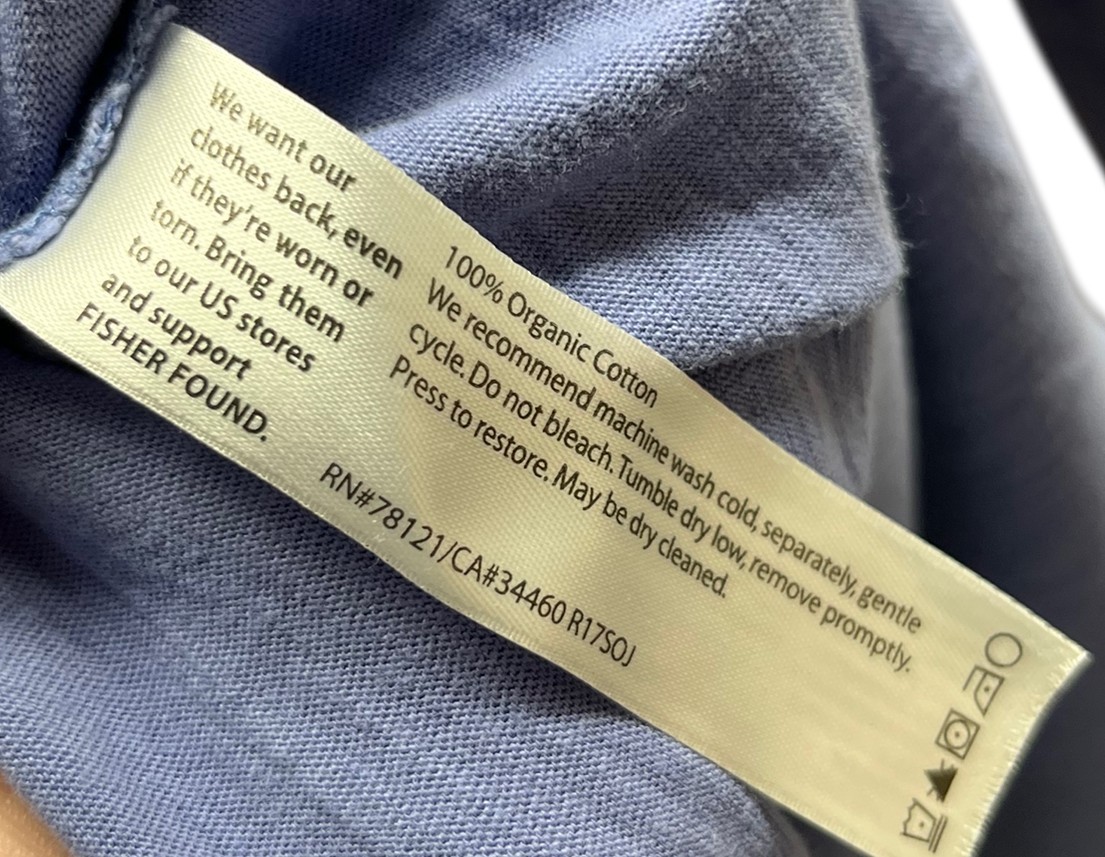 We want our
clothes back, even
if they're worn or
torn. Bring them
to our US stores
and support
FISHER FOUND.
100% Organic Cotton
We recommend machine wash cold, separately, gentle
cycle. Do not bleach. Tumble dry low, remove promptly.
Press to restore. May be dry cleaned.
RN#78121/CA#34460 R17SOJ